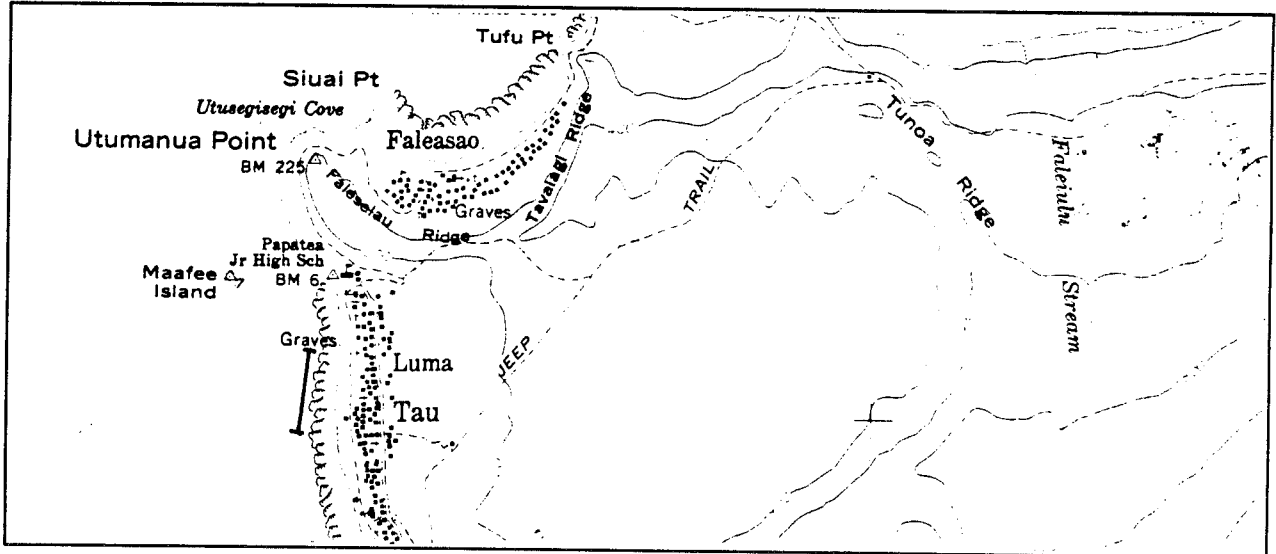 Tufu Pt
Siuai Pt
Utusegisegi Cove
Utumanua Point
Faleasao
BM 225
Faleselau
Ridge
Graves
Tavalagi Ridge
TRAIL
JEEP
Tunoa
Ridge
Faleiulu
Stream
Papatea
Jr High Sch
BM 6
Maafee
Island
Graves
Luma
Tau